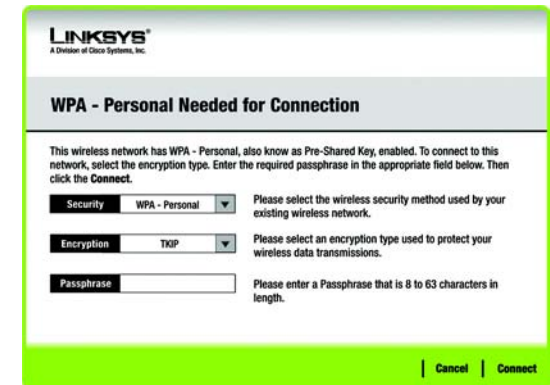 LINKSYS®
A Division of Cisco Systems, Inc.
WPA - Personal Needed for Connection
This wireless network has WPA - Personal, also know as Pre-Shared Key, enabled. To connect to this
network, select the encryption type. Enter the required passphrase in the appropriate field below. Then
click the Connect.
Security WPA - Personal Please select the wireless security method used by your
existing wireless network.
Encryption TKIP Please select an encryption type used to protect your
wireless data transmissions.
Passphrase Please enter a Passphrase that is 8 to 63 characters in
length.
Cancel Connect